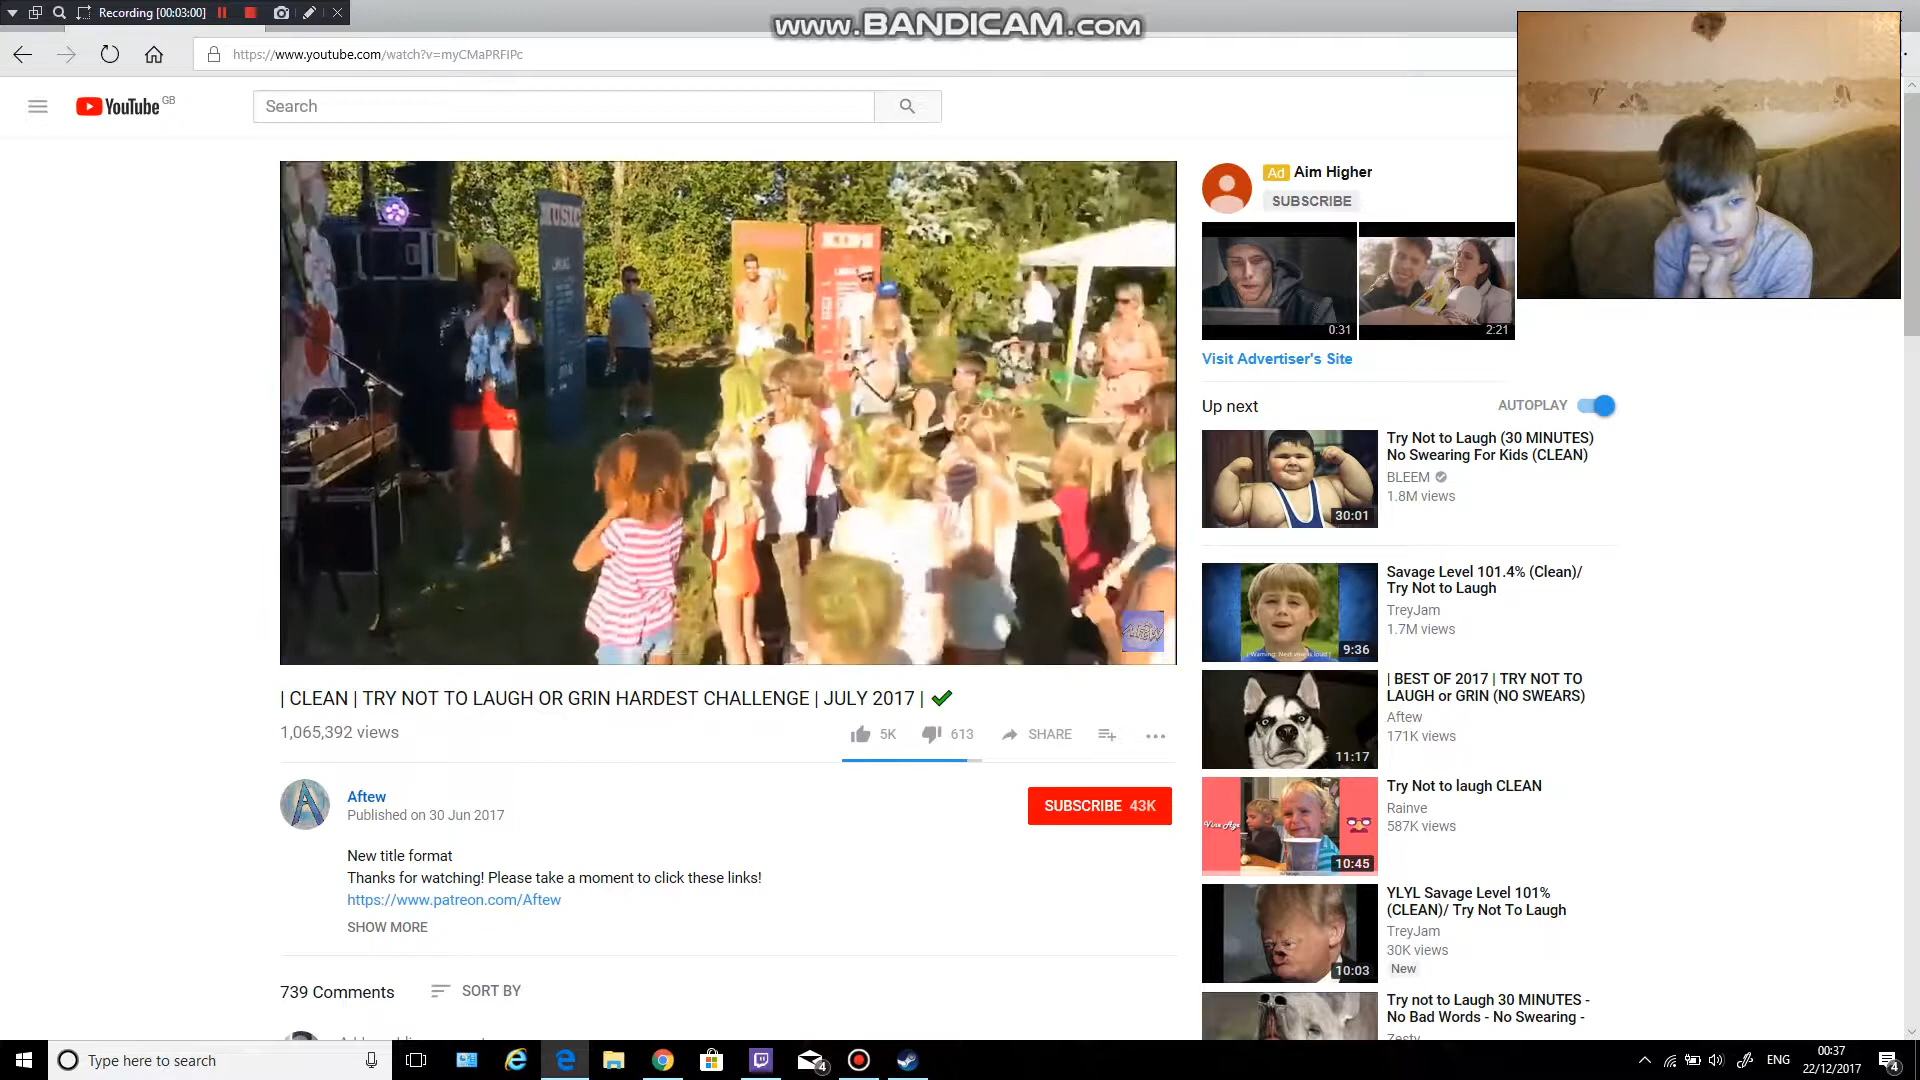 Recording [00:03:00]
www.BANDICAM.com
https://www.youtube.com/watch?v=myCMaPRFIPc
YouTube GB
Search
Ad Aim Higher
SUBSCRIBE
0:31
2:21
Visit Advertiser's Site
Up next
AUTOPLAY
Try Not to Laugh (30 MINUTES)
No Swearing For Kids (CLEAN)
BLEEM
1.8M views
30:01
Savage Level 101.4% (Clean)/
Try Not to Laugh
TreyJam
1.7M views
9:36
| BEST OF 2017 | TRY NOT TO
LAUGH or GRIN (NO SWEARS)
Aftew
171K views
11:17
Try Not to laugh CLEAN
Rainve
587K views
10:45
YLYL Savage Level 101%
(CLEAN)/ Try Not To Laugh
TreyJam
30K views
New
10:03
Try not to Laugh 30 MINUTES -
No Bad Words - No Swearing -
| CLEAN | TRY NOT TO LAUGH OR GRIN HARDEST CHALLENGE | JULY 2017 | ✔
1,065,392 views
5K
613
SHARE
Aftew
Published on 30 Jun 2017
SUBSCRIBE 43K
New title format
Thanks for watching! Please take a moment to click these links!
https://www.patreon.com/Aftew
SHOW MORE
739 Comments
SORT BY
Type here to search
4
ENG
00:37
22/12/2017
4